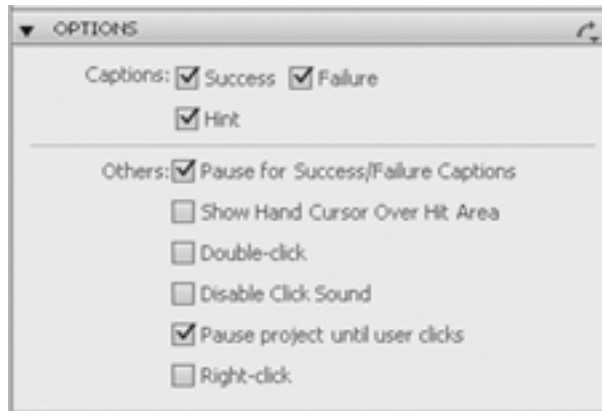 OPTIONS
Captions: Success Failure
Hint
Others: Pause for Success/Failure Captions
Show Hand Cursor Over Hit Area
Double-click
Disable Click Sound
Pause project until user clicks
Right-click